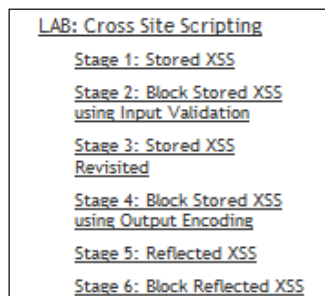 LAB: Cross Site Scripting
Stage 1: Stored XSS
Stage 2: Block Stored XSS
using Input Validation
Stage 3: Stored XSS
Revisited
Stage 4: Block Stored XSS
using Output Encoding
Stage 5: Reflected XSS
Stage 6: Block Reflected XSS